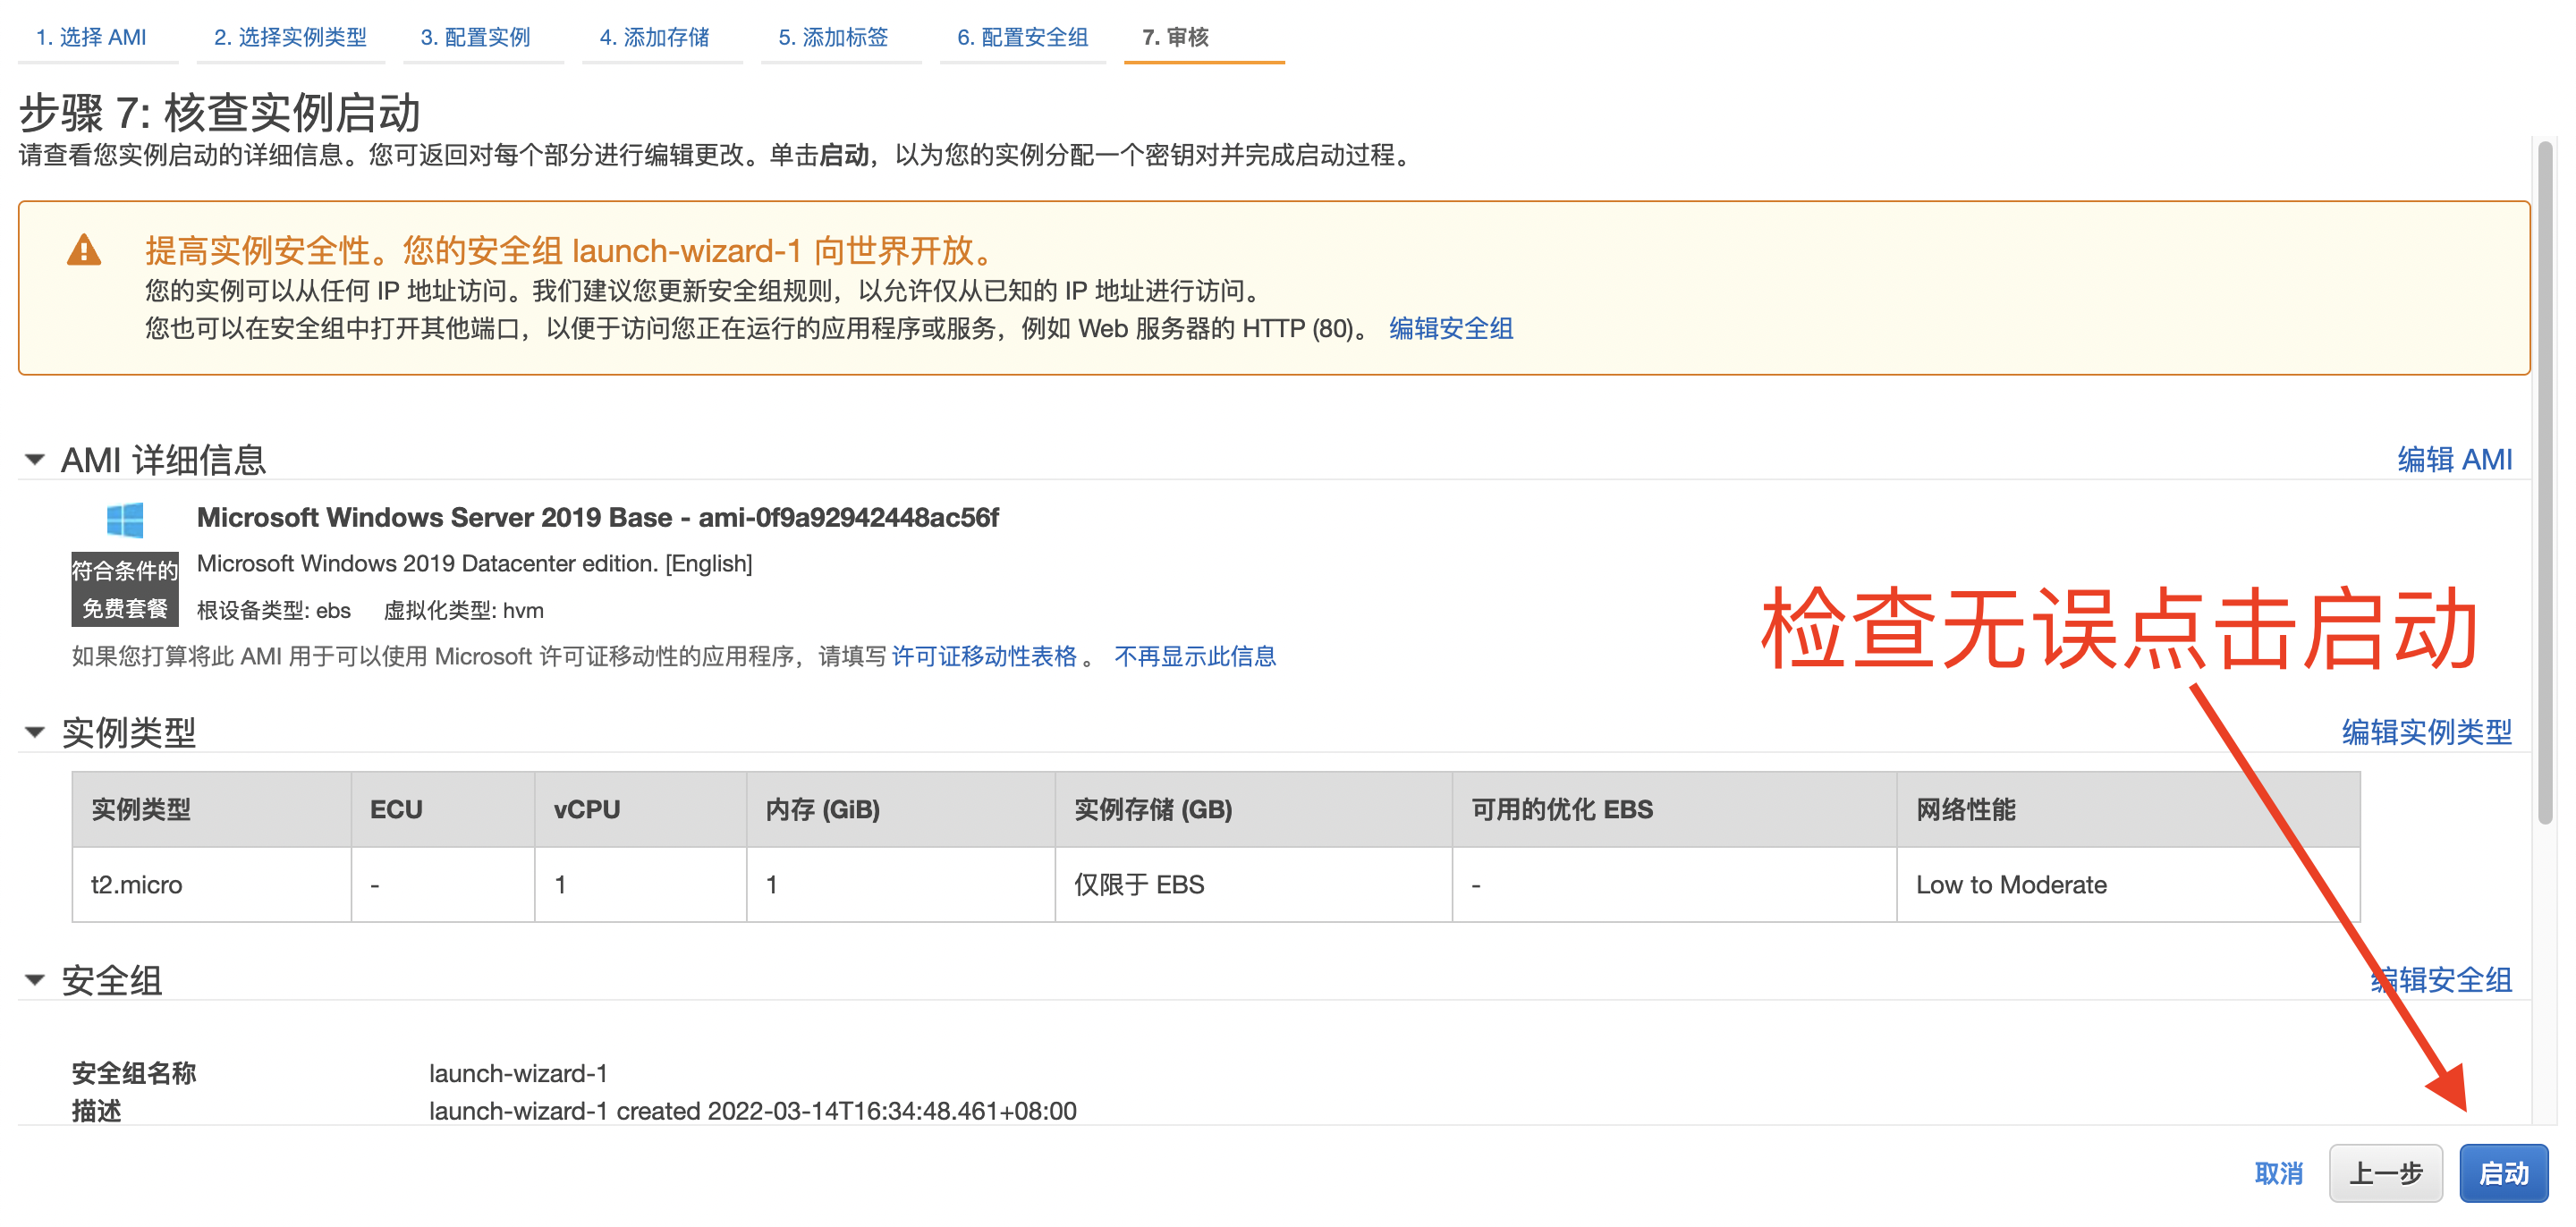 1. 选择 AMI
2. 选择实例类型
3. 配置实例
4. 添加存储
5. 添加标签
6. 配置安全组
7. 审核
步骤 7: 核查实例启动
请查看您实例启动的详细信息。您可返回对每个部分进行编辑更改。单击启动，以为您的实例分配一个密钥对并完成启动过程。
提高实例安全性。您的安全组 launch-wizard-1 向世界开放。
您的实例可以从任何 IP 地址访问。我们建议您更新安全组规则，以允许仅从已知的 IP 地址进行访问。
您也可以在安全组中打开其他端口，以便于访问您正在运行的应用程序或服务，例如 Web 服务器的 HTTP (80)。 编辑安全组
AMI 详细信息
编辑 AMI
Microsoft Windows Server 2019 Base - ami-0f9a92942448ac56f
符合条件的
免费套餐
Microsoft Windows 2019 Datacenter edition. [English]
根设备类型: ebs 虚拟化类型: hvm
如果您打算将此 AMI 用于可以使用 Microsoft 许可证移动性的应用程序，请填写 许可证移动性表格 。 不再显示此信息
检查无误点击启动
实例类型
编辑实例类型
实例类型 ECU vCPU 内存 (GiB) 实例存储 (GB) 可用的优化 EBS 网络性能
t2.micro - 1 1 仅限于 EBS - Low to Moderate
安全组
编辑安全组
安全组名称 launch-wizard-1
描述 launch-wizard-1 created 2022-03-14T16:34:48.461+08:00
取消 上一步 启动